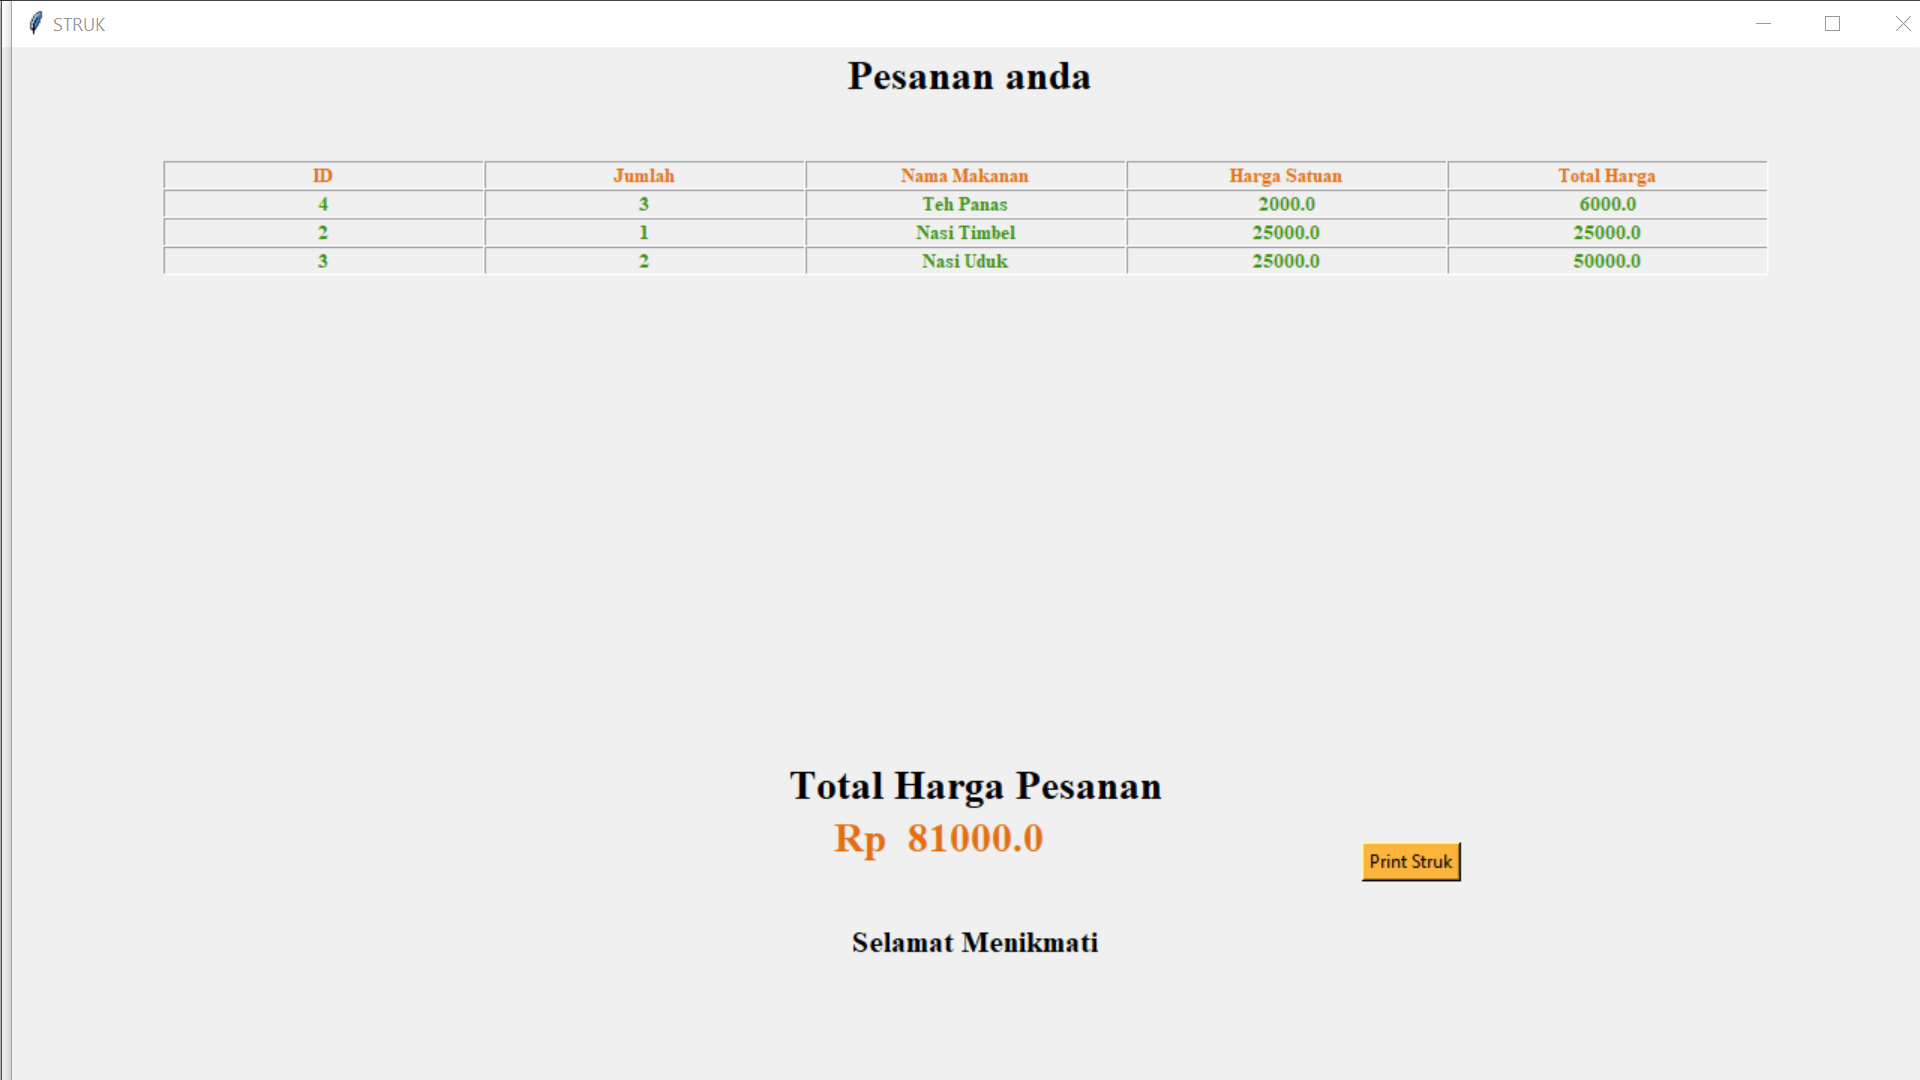 STRUK
Pesanan anda
ID Jumlah Nama Makanan Harga Satuan Total Harga
4 3 Teh Panas 2000.0 6000.0
2 1 Nasi Timbel 25000.0 25000.0
3 2 Nasi Uduk 25000.0 50000.0
Total Harga Pesanan
Rp 81000.0
Print Struk
Selamat Menikmati